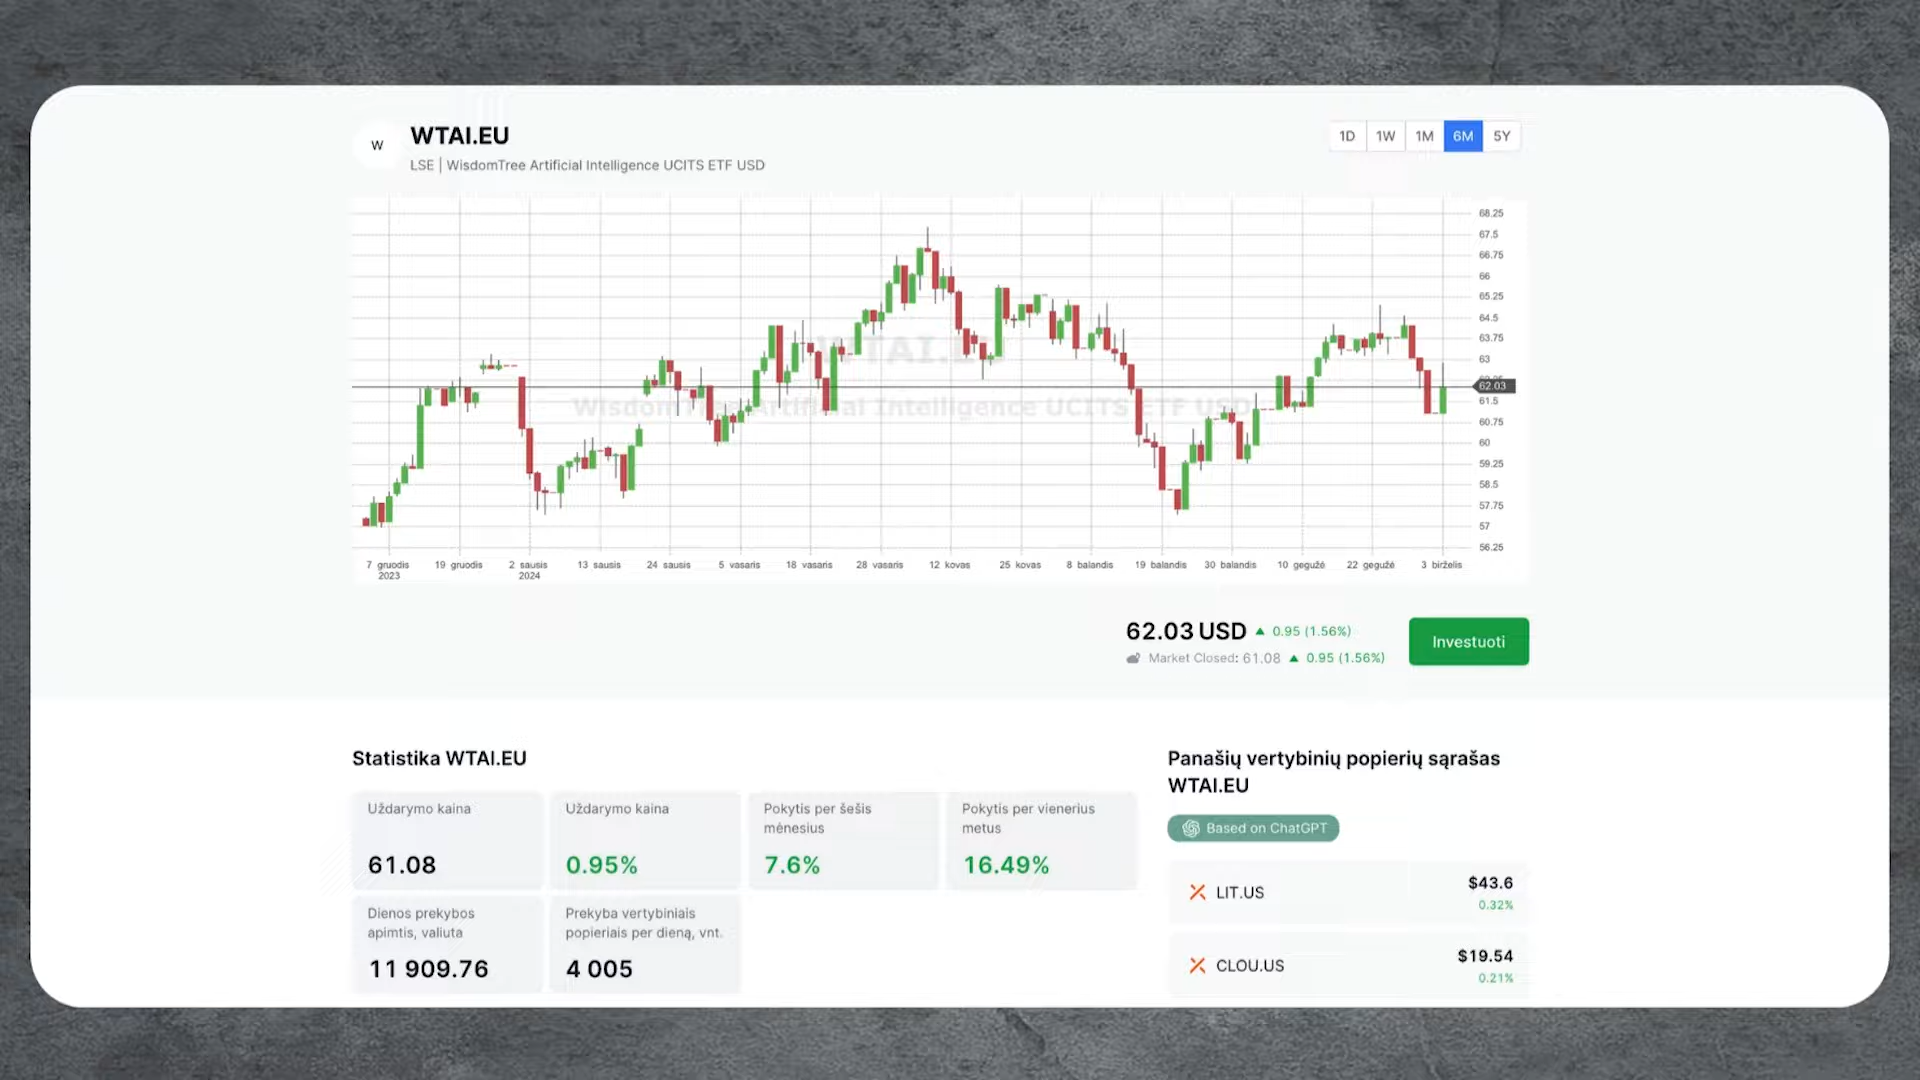 W
WTAI.EU
LSE | WisdomTree Artificial Intelligence UCITS ETF USD
1D 1W 1M 6M 5Y
WTAI.EU
WisdomTree Artificial Intelligence UCITS ETF USD
68.25
67.5
66.75
66
65.25
64.5
63.75
63
62.03
61.5
60.75
60
59.25
58.5
57.75
57
56.25
7 gruodis 19 gruodis 2 sausis 13 sausis 24 sausis 5 vasaris 18 vasaris 28 vasaris 12 kovas 25 kovas 8 balandis 19 balandis 30 balandis 10 gegužė 22 gegužė 3 birželis
2023 2024
62.03 USD ▲ 0.95 (1.56%)
Market Closed: 61.08 ▲ 0.95 (1.56%)
Investuoti
Statistika WTAI.EU
Uždarymo kaina
61.08
Uždarymo kaina
0.95%
Pokytis per šešis
mėnesius
7.6%
Pokytis per vienerius
metus
16.49%
Dienos prekybos
apimtis, valiuta
11 909.76
Prekyba vertybiniais
popieriais per dieną, vnt.
4 005
Panašių vertybinių popierių sąrašas
WTAI.EU
Based on ChatGPT
LIT.US $43.6
0.32%
CLOU.US $19.54
0.21%